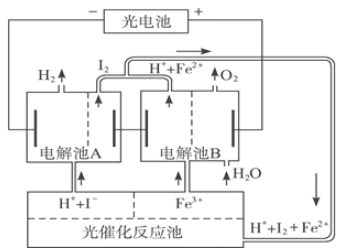 − 光电池 +
H₂ I₂ H⁺+Fe²⁺ O₂
电解池A 电解池B
H₂O
H⁺+I⁻ Fe³⁺
光催化反应池 H⁺+I₂+Fe²⁺